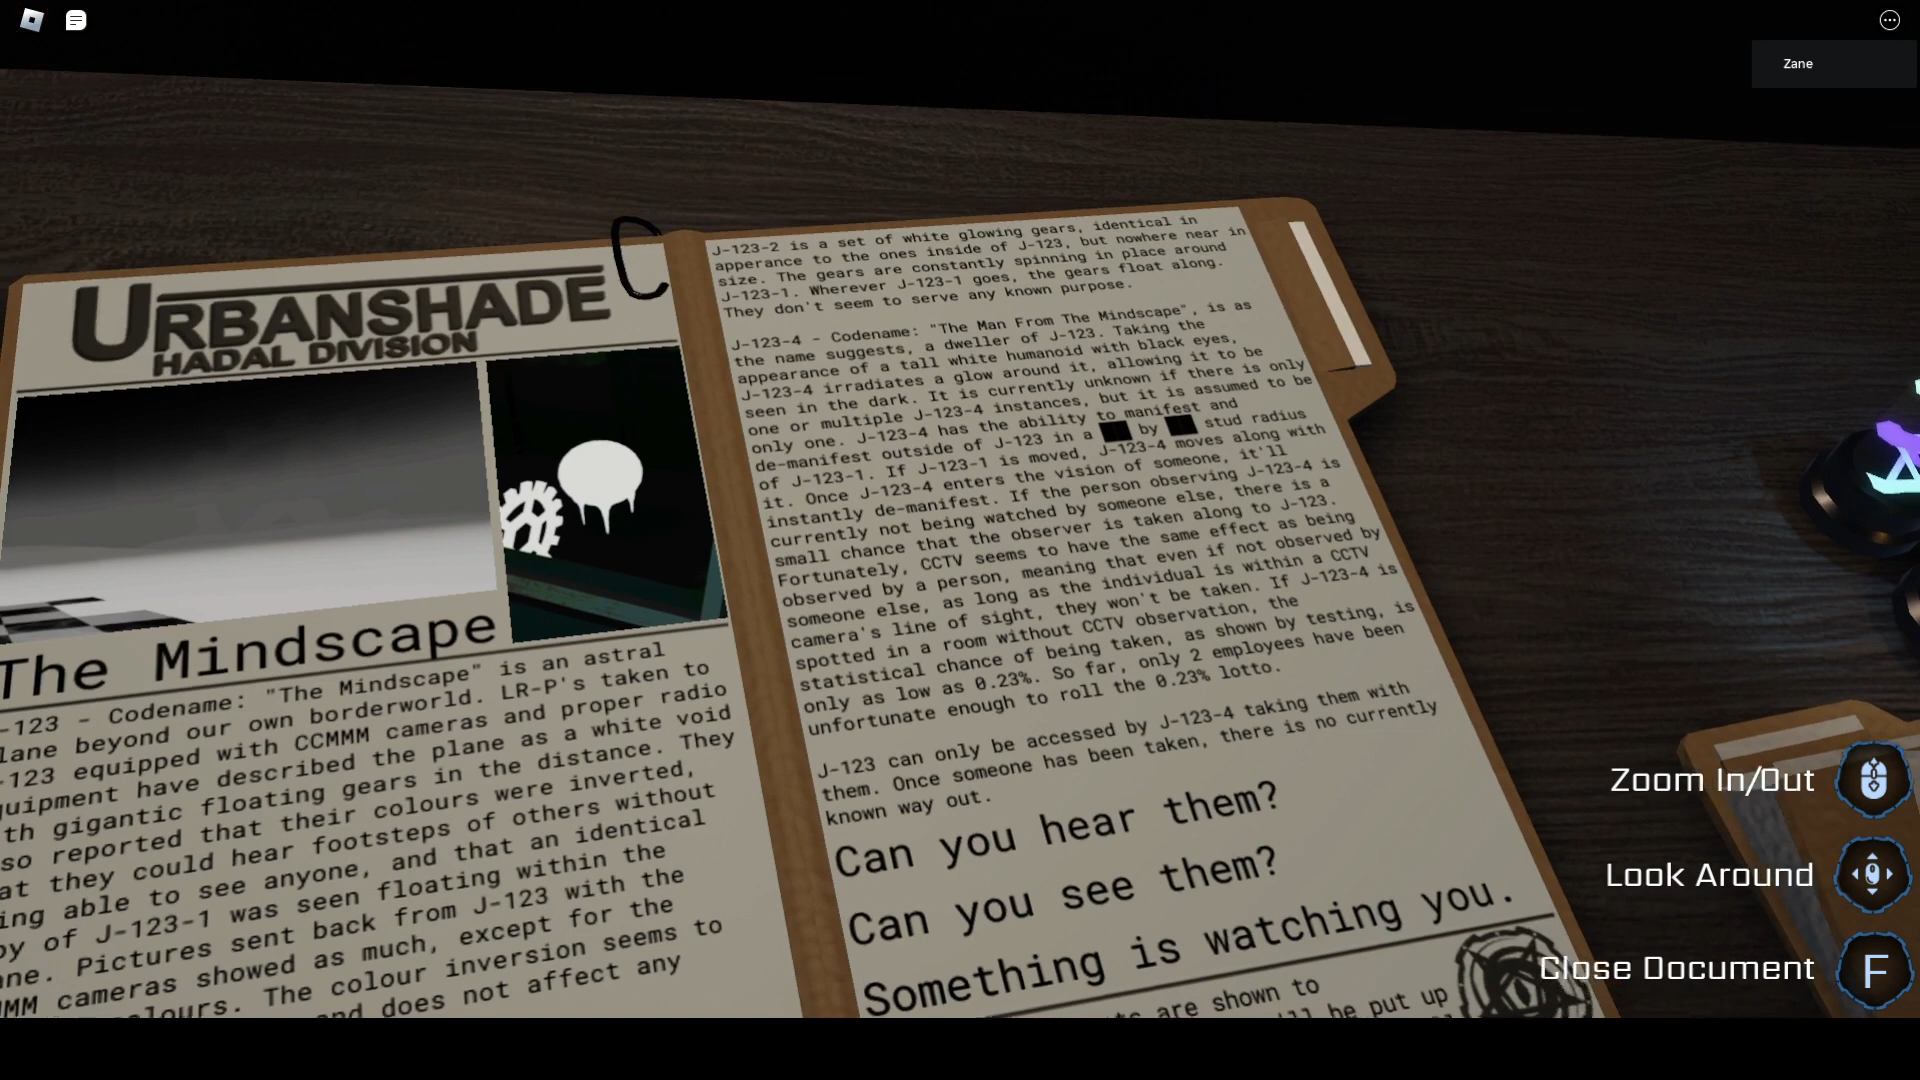 Zane
URBANSHADE
HADAL DIVISION
The Mindscape
-123 - Codename: "The Mindscape" is an astral
lane beyond our own borderworld. LR-P's taken to
-123 equipped with CCMMM cameras and proper radio
quipment have described the plane as a white void
th gigantic floating gears in the distance. They
so reported that their colours were inverted,
at they could hear footsteps of others without
ing able to see anyone, and that an identical
py of J-123-1 was seen floating within the
ane. Pictures sent back from J-123 with the
MMM cameras showed as much, except for the
colours. The colour inversion seems to
and does not affect any
J-123-2 is a set of white glowing gears, identical in
apperance to the ones inside of J-123, but nowhere near in
size. The gears are constantly spinning in place around
J-123-1. Wherever J-123-1 goes, the gears float along.
They don't seem to serve any known purpose.
J-123-4 - Codename: "The Man From The Mindscape", is as
the name suggests, a dweller of J-123. Taking the
appearance of a tall white humanoid with black eyes,
J-123-4 irradiates a glow around it, allowing it to be
seen in the dark. It is currently unknown if there is only
one or multiple J-123-4 instances, but it is assumed to be
only one. J-123-4 has the ability to manifest and
de-manifest outside of J-123 in a by stud radius
of J-123-1. If J-123-1 is moved, J-123-4 moves along with
it. Once J-123-4 enters the vision of someone, it'll
instantly de-manifest. If the person observing J-123-4 is
currently not being watched by someone else, there is a
small chance that the observer is taken along to J-123.
Fortunately, CCTV seems to have the same effect as being
observed by a person, meaning that even if not observed by
someone else, as long as the individual is within a CCTV
camera's line of sight, they won't be taken. If J-123-4 is
spotted in a room without CCTV observation, the
statistical chance of being taken, as shown by testing, is
only as low as 0.23%. So far, only 2 employees have been
unfortunate enough to roll the 0.23% lotto.
J-123 can only be accessed by J-123-4 taking them with
them. Once someone has been taken, there is no currently
known way out.
Can you hear them?
Can you see them?
Something is watching you.
are shown to
be put up
Zoom In/Out
Look Around
Close Document
F